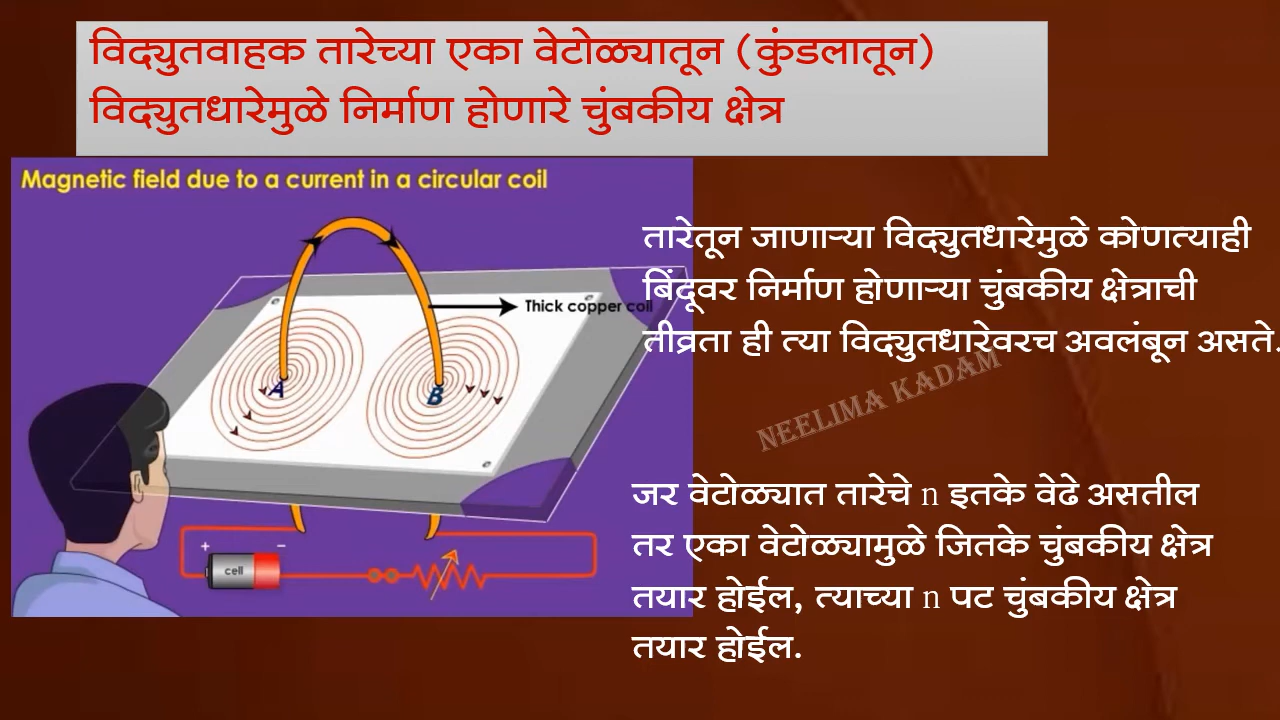 विद्युतवाहक तारेच्या एका वेटोळ्यातून (कुंडलातून)
विद्युतधारेमुळे निर्माण होणारे चुंबकीय क्षेत्र
Magnetic field due to a current in a circular coil
Thick copper coil
A
B
+ −
cell
तारेतून जाणाऱ्या विद्युतधारेमुळे कोणत्याही
बिंदूवर निर्माण होणाऱ्या चुंबकीय क्षेत्राची
तीव्रता ही त्या विद्युतधारेवरच अवलंबून असते.
NEELIMA KADAM
जर वेटोळ्यात तारेचे n इतके वेढे असतील
तर एका वेटोळ्यामुळे जितके चुंबकीय क्षेत्र
तयार होईल, त्याच्या n पट चुंबकीय क्षेत्र
तयार होईल.